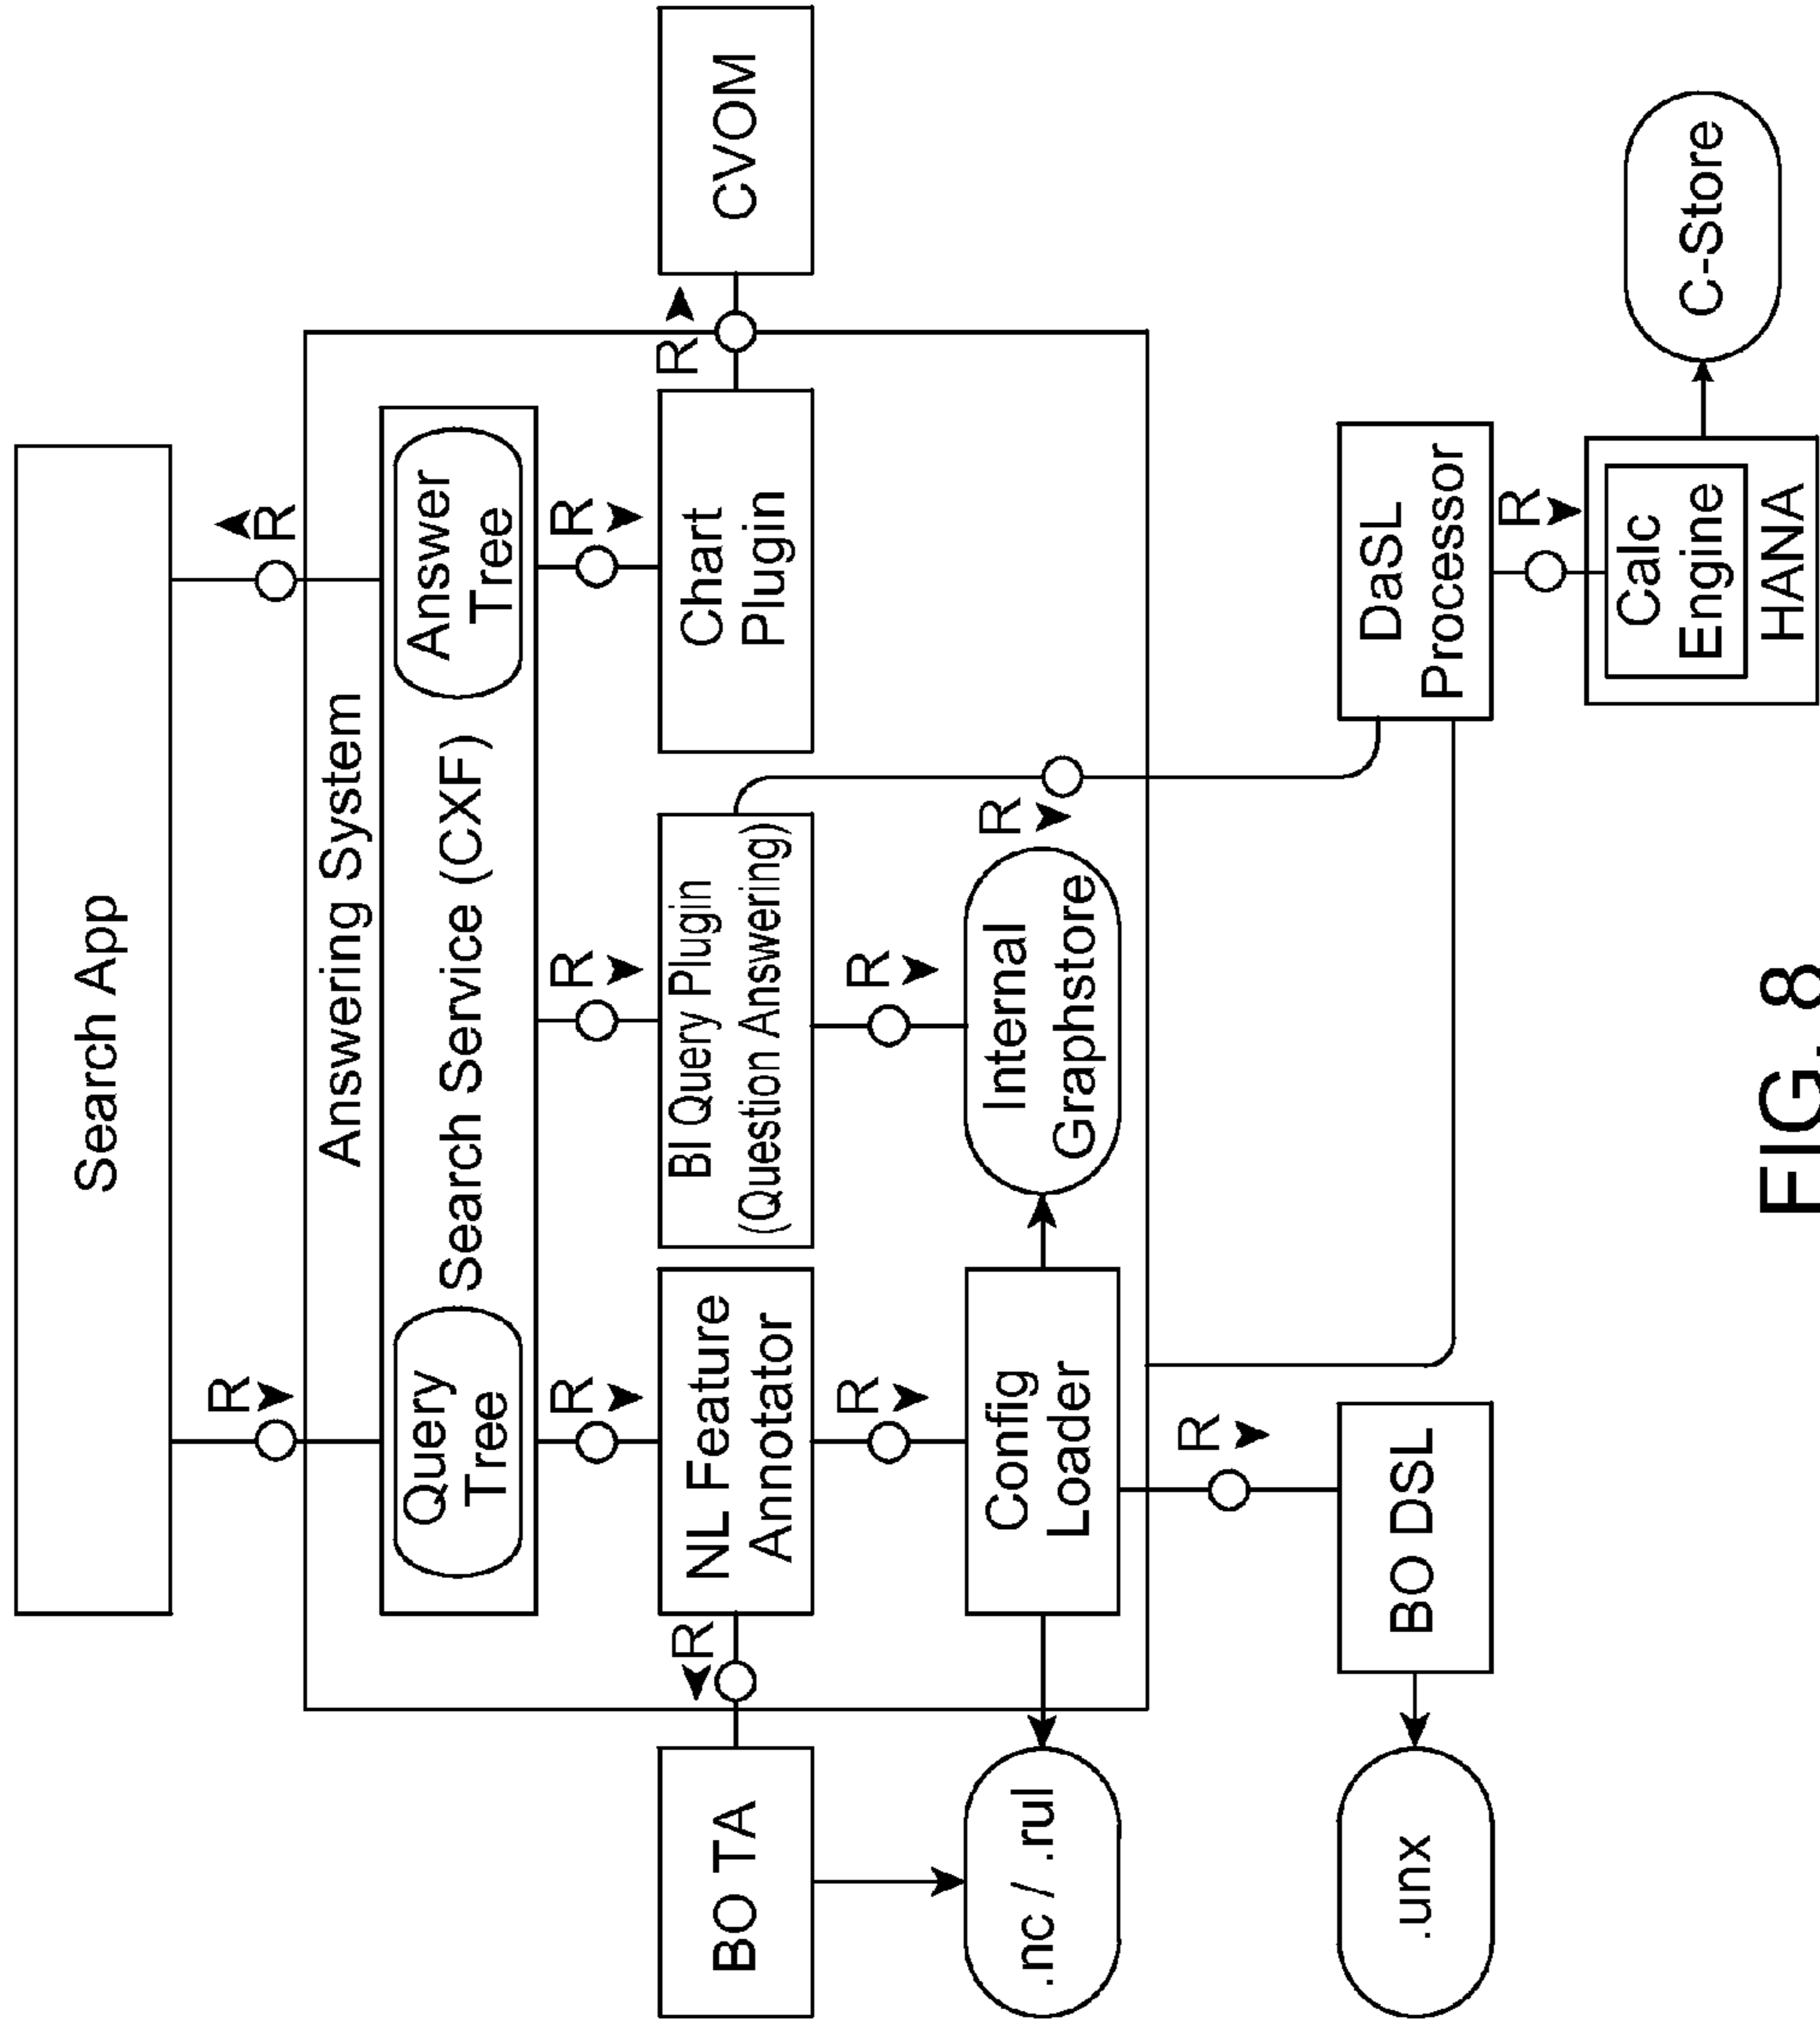 Search App
R
R
Answering System
Query
Tree
Search Service (CXF)
Answer
Tree
R
R
R
BO TA
R
NL Feature
Annotator
BI Query Plugin
(Question Answering)
Chart
Plugin
R
CVOM
R
R
R
.nc / .rul
Config
Loader
Internal
Graphstore
R
.unx
BO DSL
DaSL
Processor
R
Calc
Engine
HANA
C-Store
FIG. 8